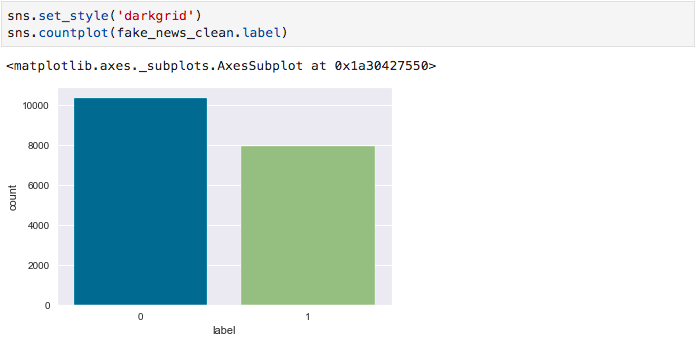 sns.set_style('darkgrid')
sns.countplot(fake_news_clean.label)
<matplotlib.axes._subplots.AxesSubplot at 0x1a30427550>
10000
8000
6000
4000
2000
0
count
0 1
label